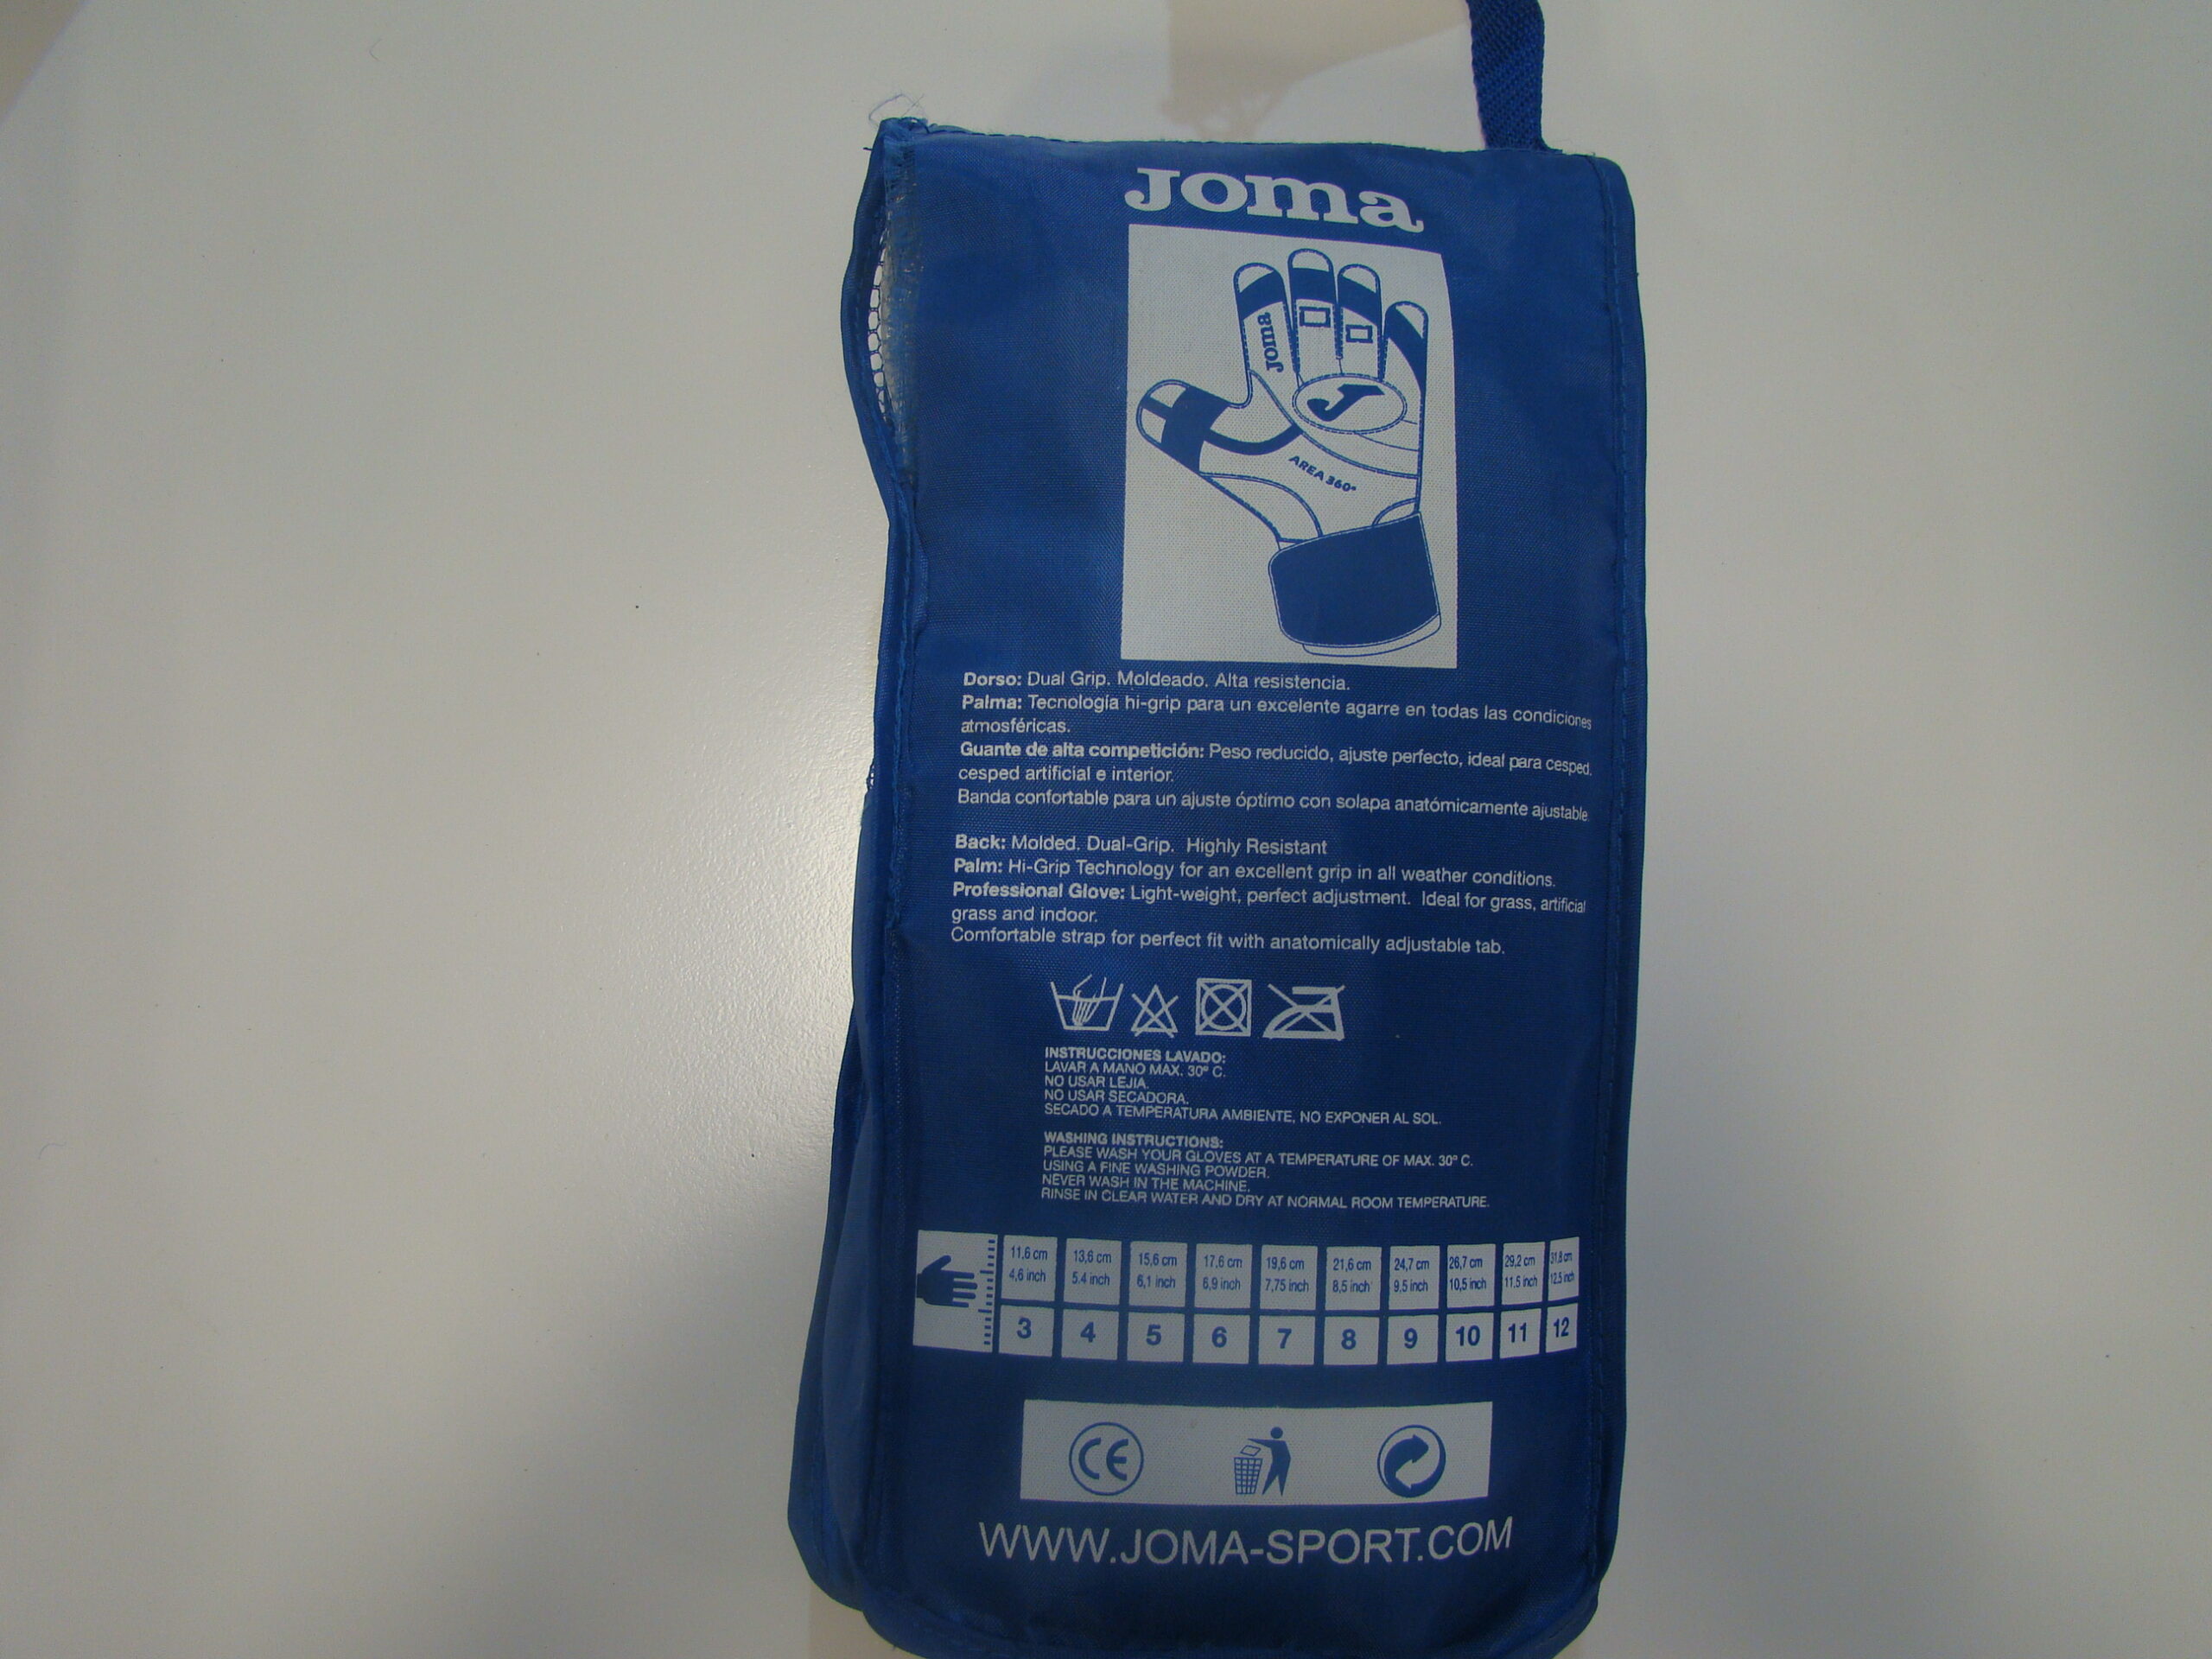 Joma
Joma
AREA 360°
Dorso: Dual Grip. Moldeado. Alta resistencia.
Palma: Tecnología hi-grip para un excelente agarre en todas las condiciones
atmosféricas.
Guante de alta competición: Peso reducido, ajuste perfecto, ideal para cesped,
cesped artificial e interior.
Banda confortable para un ajuste óptimo con solapa anatómicamente ajustable
Back: Molded. Dual-Grip. Highly Resistant
Palm: Hi-Grip Technology for an excellent grip in all weather conditions.
Professional Glove: Light-weight, perfect adjustment. Ideal for grass, artificial
grass and indoor.
Comfortable strap for perfect fit with anatomically adjustable tab.
INSTRUCCIONES LAVADO:
LAVAR A MANO MAX. 30º C.
NO USAR LEJIA.
NO USAR SECADORA.
SECADO A TEMPERATURA AMBIENTE, NO EXPONER AL SOL.
WASHING INSTRUCTIONS:
PLEASE WASH YOUR GLOVES AT A TEMPERATURE OF MAX. 30º C.
USING A FINE WASHING POWDER.
NEVER WASH IN THE MACHINE.
RINSE IN CLEAR WATER AND DRY AT NORMAL ROOM TEMPERATURE.
11,6 cm 13,6 cm 15,6 cm 17,6 cm 19,6 cm 21,6 cm 24,7 cm 26,7 cm 29,2 cm 31,8 cm
4,6 inch 5.4 inch 6,1 inch 6,9 inch 7,75 inch 8,5 inch 9.5 inch 10,5 inch 11.5 inch 12.5 inch
3 4 5 6 7 8 9 10 11 12
CE
WWW.JOMA-SPORT.COM